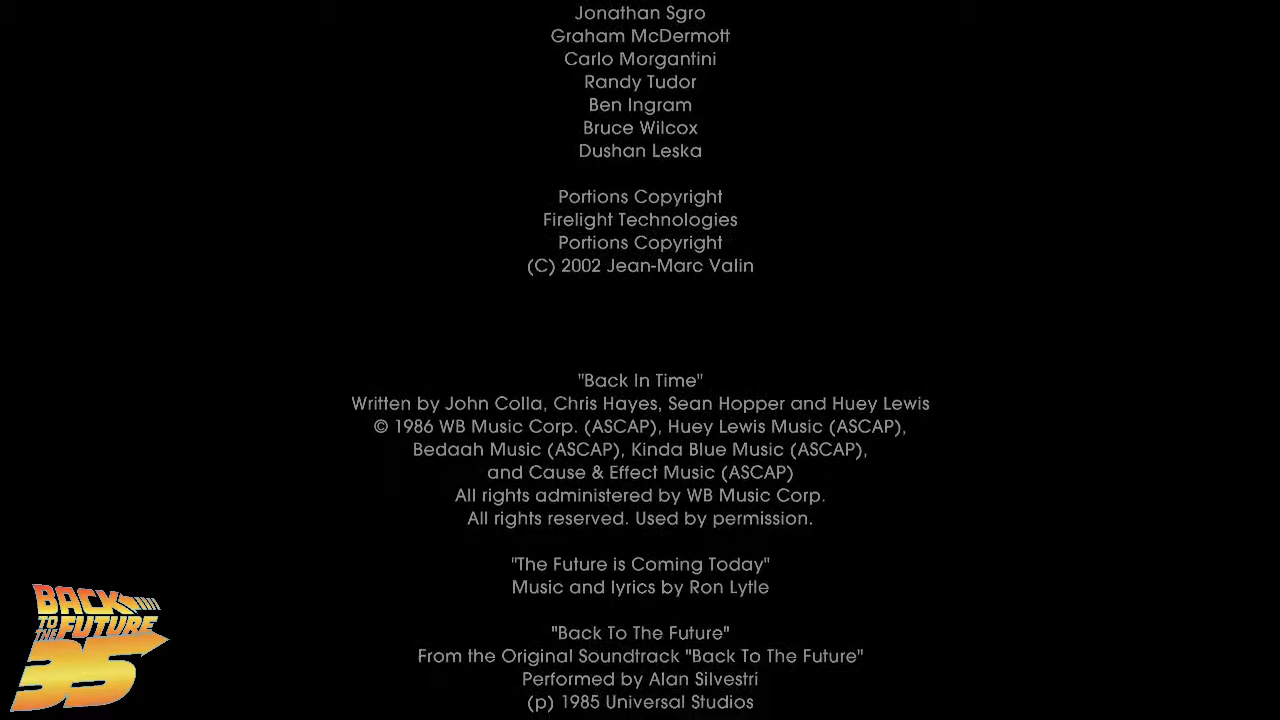 Jonathan Sgro
Graham McDermott
Carlo Morgantini
Randy Tudor
Ben Ingram
Bruce Wilcox
Dushan Leska
Portions Copyright
Firelight Technologies
Portions Copyright
(C) 2002 Jean-Marc Valin
"Back In Time"
Written by John Colla, Chris Hayes, Sean Hopper and Huey Lewis
© 1986 WB Music Corp. (ASCAP), Huey Lewis Music (ASCAP),
Bedaah Music (ASCAP), Kinda Blue Music (ASCAP),
and Cause & Effect Music (ASCAP)
All rights administered by WB Music Corp.
All rights reserved. Used by permission.
"The Future is Coming Today"
Music and lyrics by Ron Lytle
"Back To The Future"
From the Original Soundtrack "Back To The Future"
Performed by Alan Silvestri
(p) 1985 Universal Studios
BACK
TO THE FUTURE
35